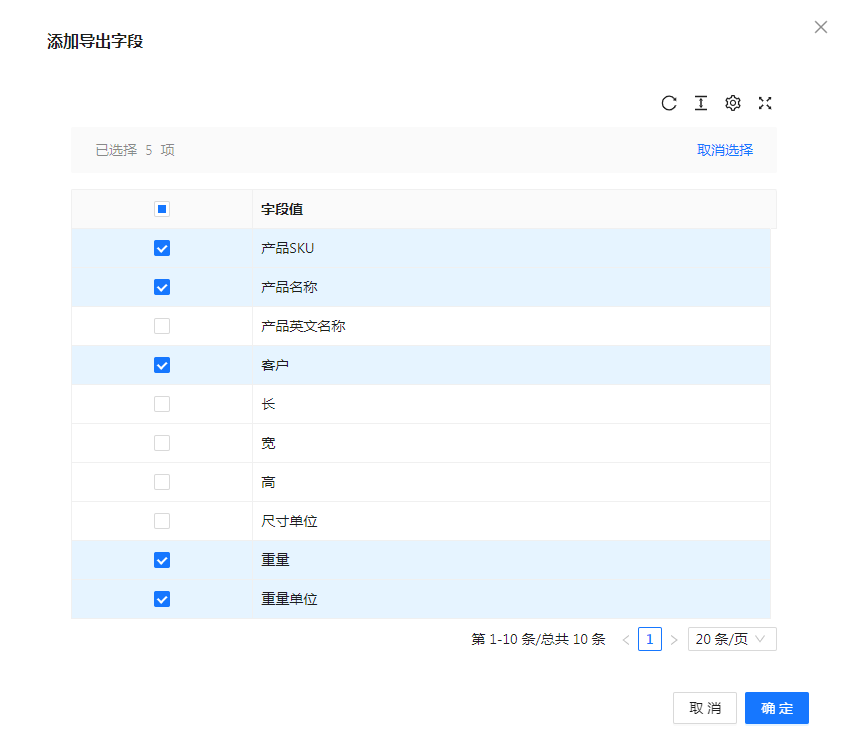 添加导出字段
已选择 5 项 取消选择
字段值
产品SKU
产品名称
产品英文名称
客户
长
宽
高
尺寸单位
重量
重量单位
第 1-10 条/总共 10 条 < 1 > 20 条/页
取 消 确 定